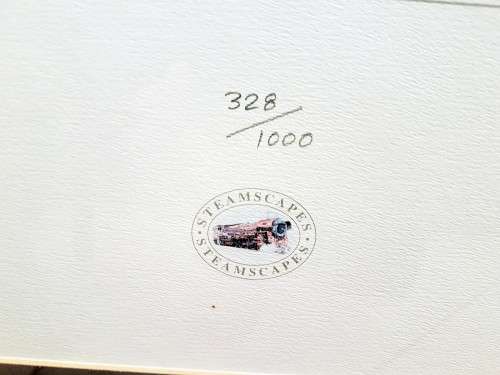 328
/
1000
STEAMSCAPES
• STEAMSCAPES •